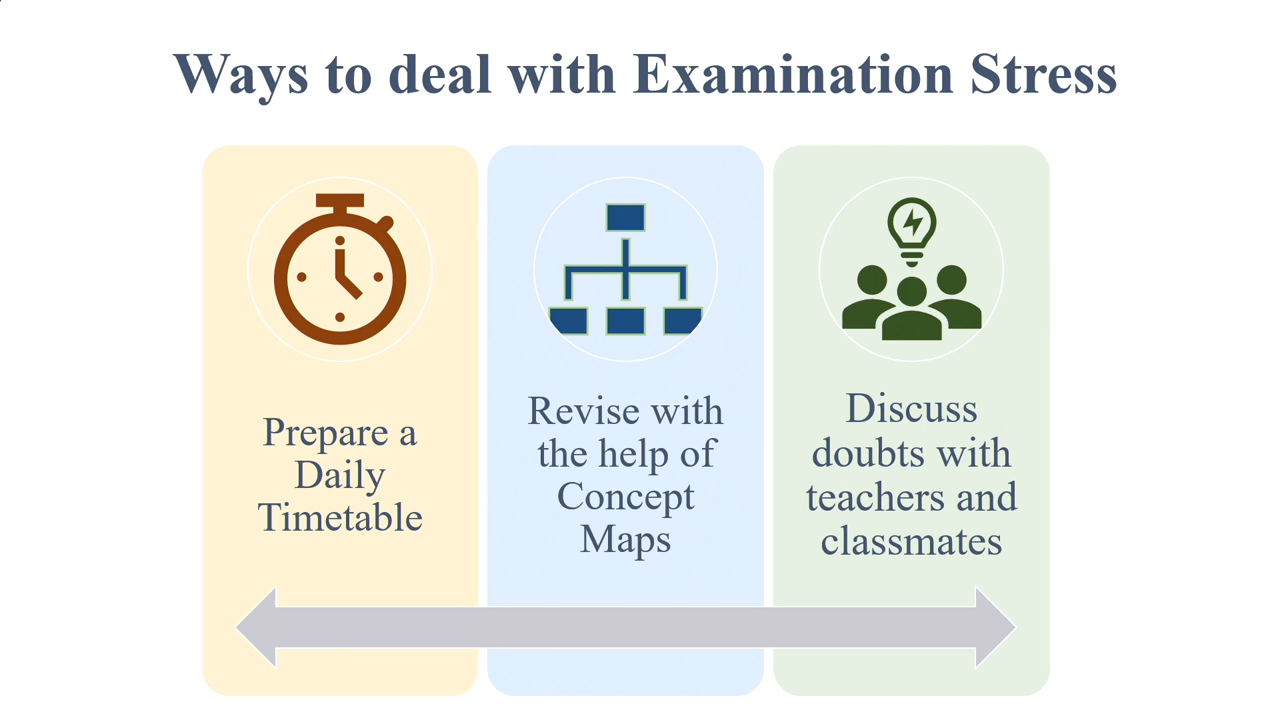 Ways to deal with Examination Stress
Prepare a
Daily
Timetable
Revise with
the help of
Concept
Maps
Discuss
doubts with
teachers and
classmates